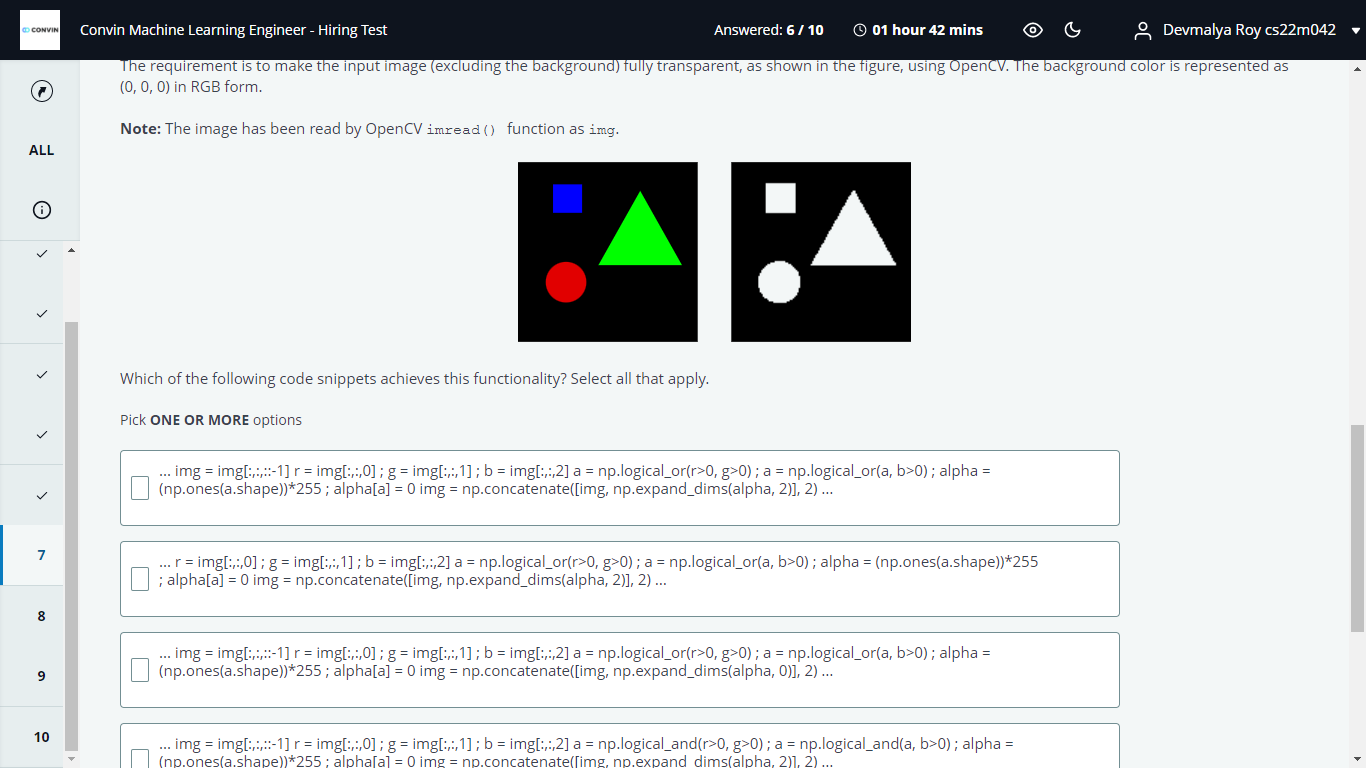 CONVIN
Convin Machine Learning Engineer - Hiring Test
Answered: 6 / 10
01 hour 42 mins
Devmalya Roy cs22m042
ALL
7
8
9
10
The requirement is to make the input image (excluding the background) fully transparent, as shown in the figure, using OpenCV. The background color is represented as
(0, 0, 0) in RGB form.
Note: The image has been read by OpenCV imread() function as img.
Which of the following code snippets achieves this functionality? Select all that apply.
Pick ONE OR MORE options
... img = img[:,:,::-1] r = img[:,:,0] ; g = img[:,:,1] ; b = img[:,:,2] a = np.logical_or(r>0, g>0) ; a = np.logical_or(a, b>0) ; alpha =
(np.ones(a.shape))*255 ; alpha[a] = 0 img = np.concatenate([img, np.expand_dims(alpha, 2)], 2) ...
... r = img[:,:,0] ; g = img[:,:,1] ; b = img[:,:,2] a = np.logical_or(r>0, g>0) ; a = np.logical_or(a, b>0) ; alpha = (np.ones(a.shape))*255
; alpha[a] = 0 img = np.concatenate([img, np.expand_dims(alpha, 2)], 2) ...
... img = img[:,:,::-1] r = img[:,:,0] ; g = img[:,:,1] ; b = img[:,:,2] a = np.logical_or(r>0, g>0) ; a = np.logical_or(a, b>0) ; alpha =
(np.ones(a.shape))*255 ; alpha[a] = 0 img = np.concatenate([img, np.expand_dims(alpha, 0)], 2) ...
... img = img[:,:,::-1] r = img[:,:,0] ; g = img[:,:,1] ; b = img[:,:,2] a = np.logical_and(r>0, g>0) ; a = np.logical_and(a, b>0) ; alpha =
(np.ones(a.shape))*255 ; alpha[a] = 0 img = np.concatenate([img, np.expand_dims(alpha, 2)], 2) ...